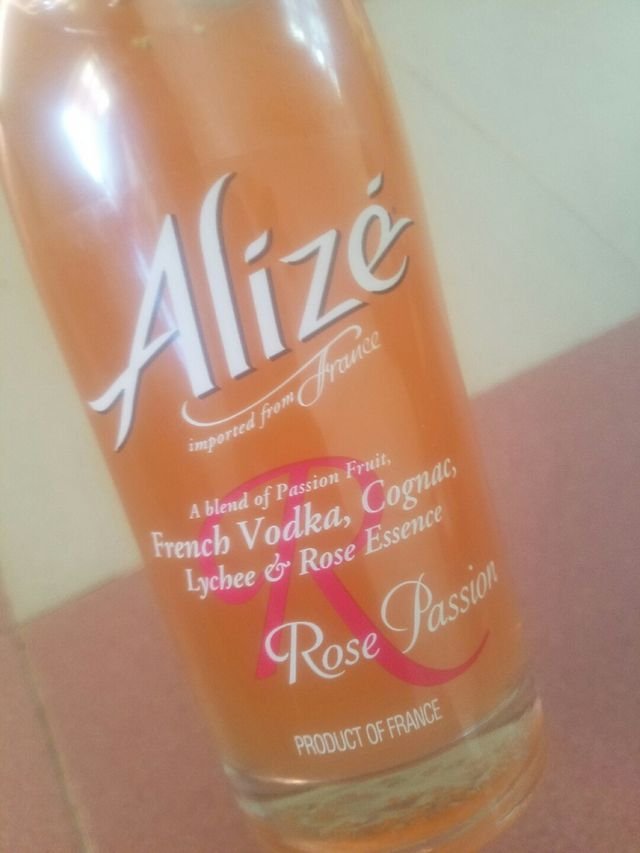 Alizé
imported from France
R
A blend of Passion Fruit,
French Vodka, Cognac,
Lychee & Rose Essence
Rose Passion
PRODUCT OF FRANCE